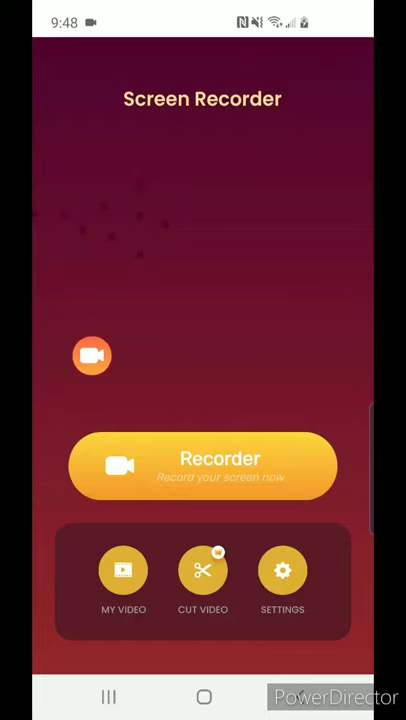 9:48
Screen Recorder
Recorder
Record your screen now
MY VIDEO
CUT VIDEO
SETTINGS
PowerDirector